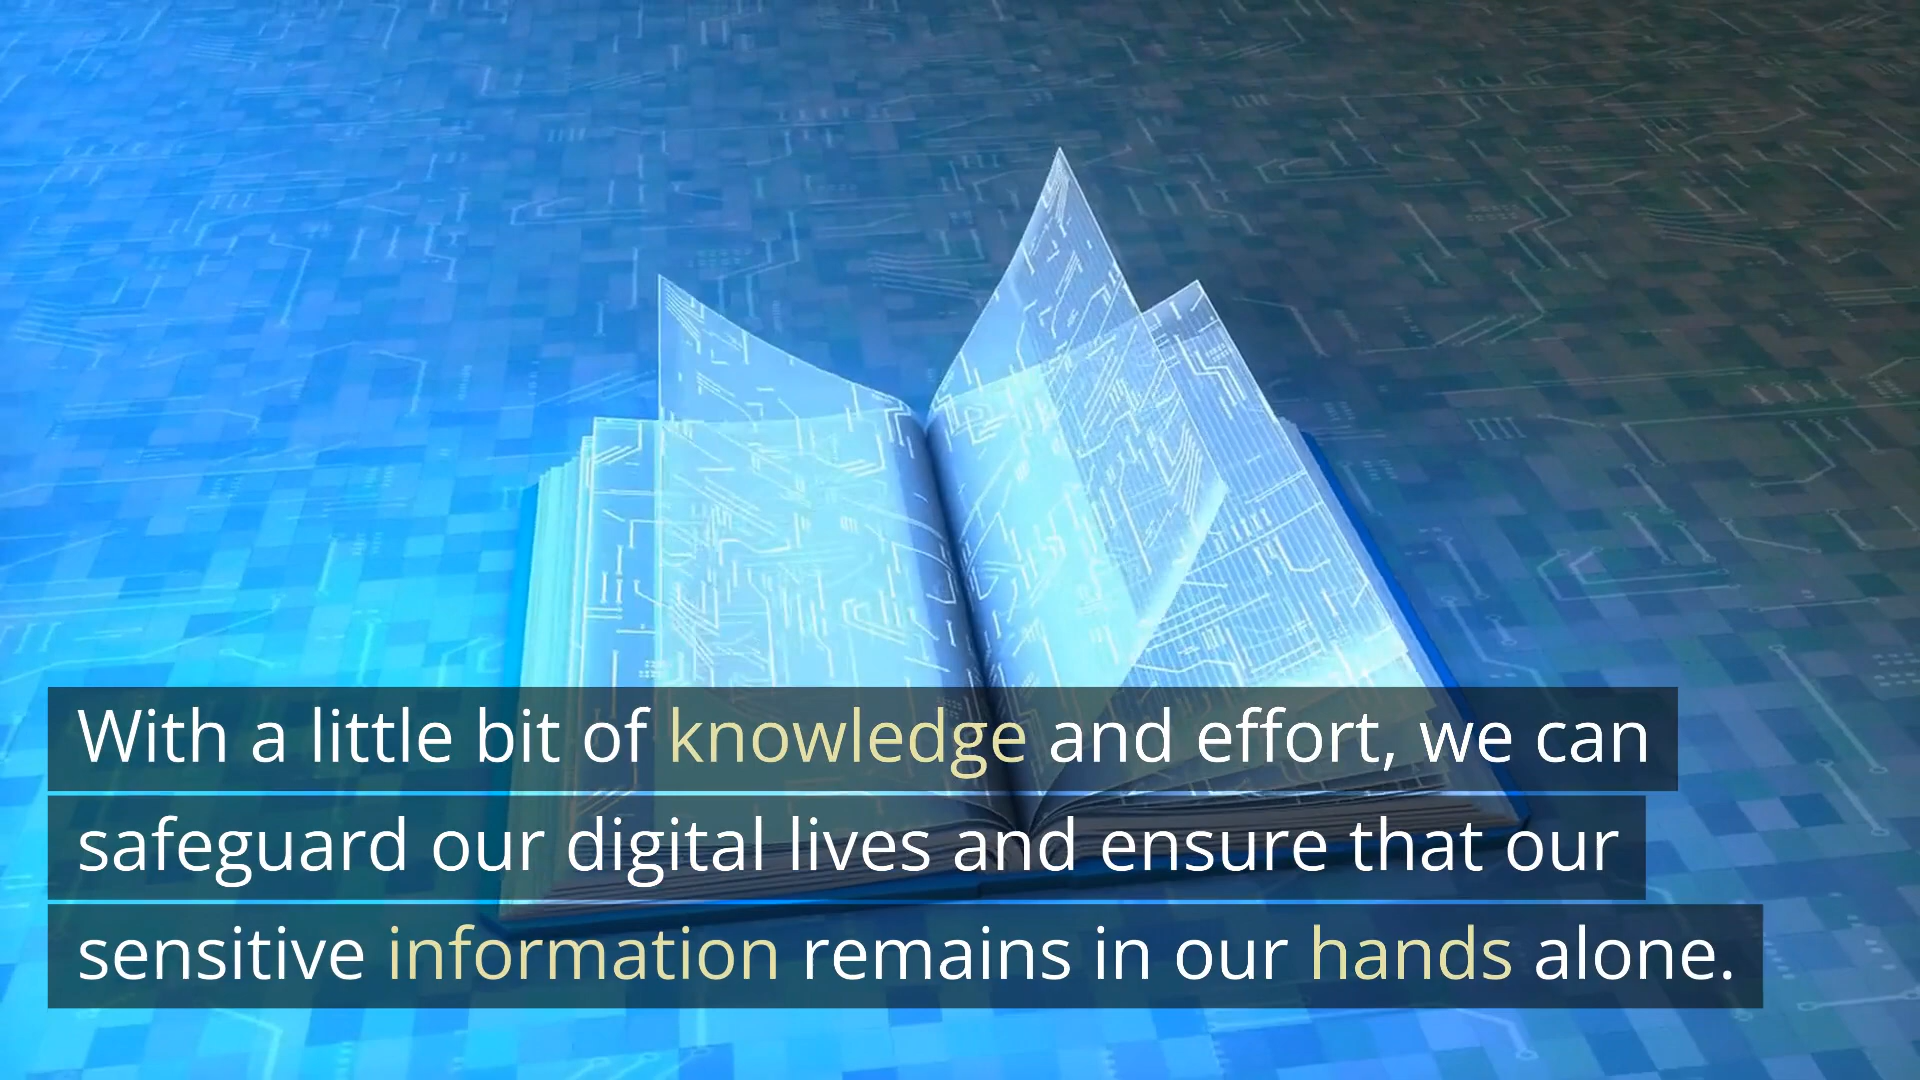 With a little bit of knowledge and effort, we can
safeguard our digital lives and ensure that our
sensitive information remains in our hands alone.